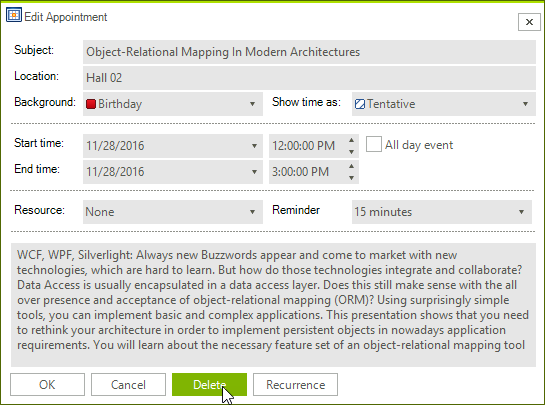 Edit Appointment
Subject: Object-Relational Mapping In Modern Architectures
Location: Hall 02
Background: Birthday Show time as: Tentative
Start time: 11/28/2016 12:00:00 PM All day event
End time: 11/28/2016 3:00:00 PM
Resource: None Reminder 15 minutes
WCF, WPF, Silverlight: Always new Buzzwords appear and come to market with new
technologies, which are hard to learn. But how do those technologies integrate and collaborate?
Data Access is usually encapsulated in a data access layer. Does this still make sense with the all
over presence and acceptance of object-relational mapping (ORM)? Using surprisingly simple
tools, you can implement basic and complex applications. This presentation shows that you need
to rethink your architecture in order to implement persistent objects in nowadays application
requirements. You will learn about the necessary feature set of an object-relational mapping tool
OK Cancel Delete Recurrence